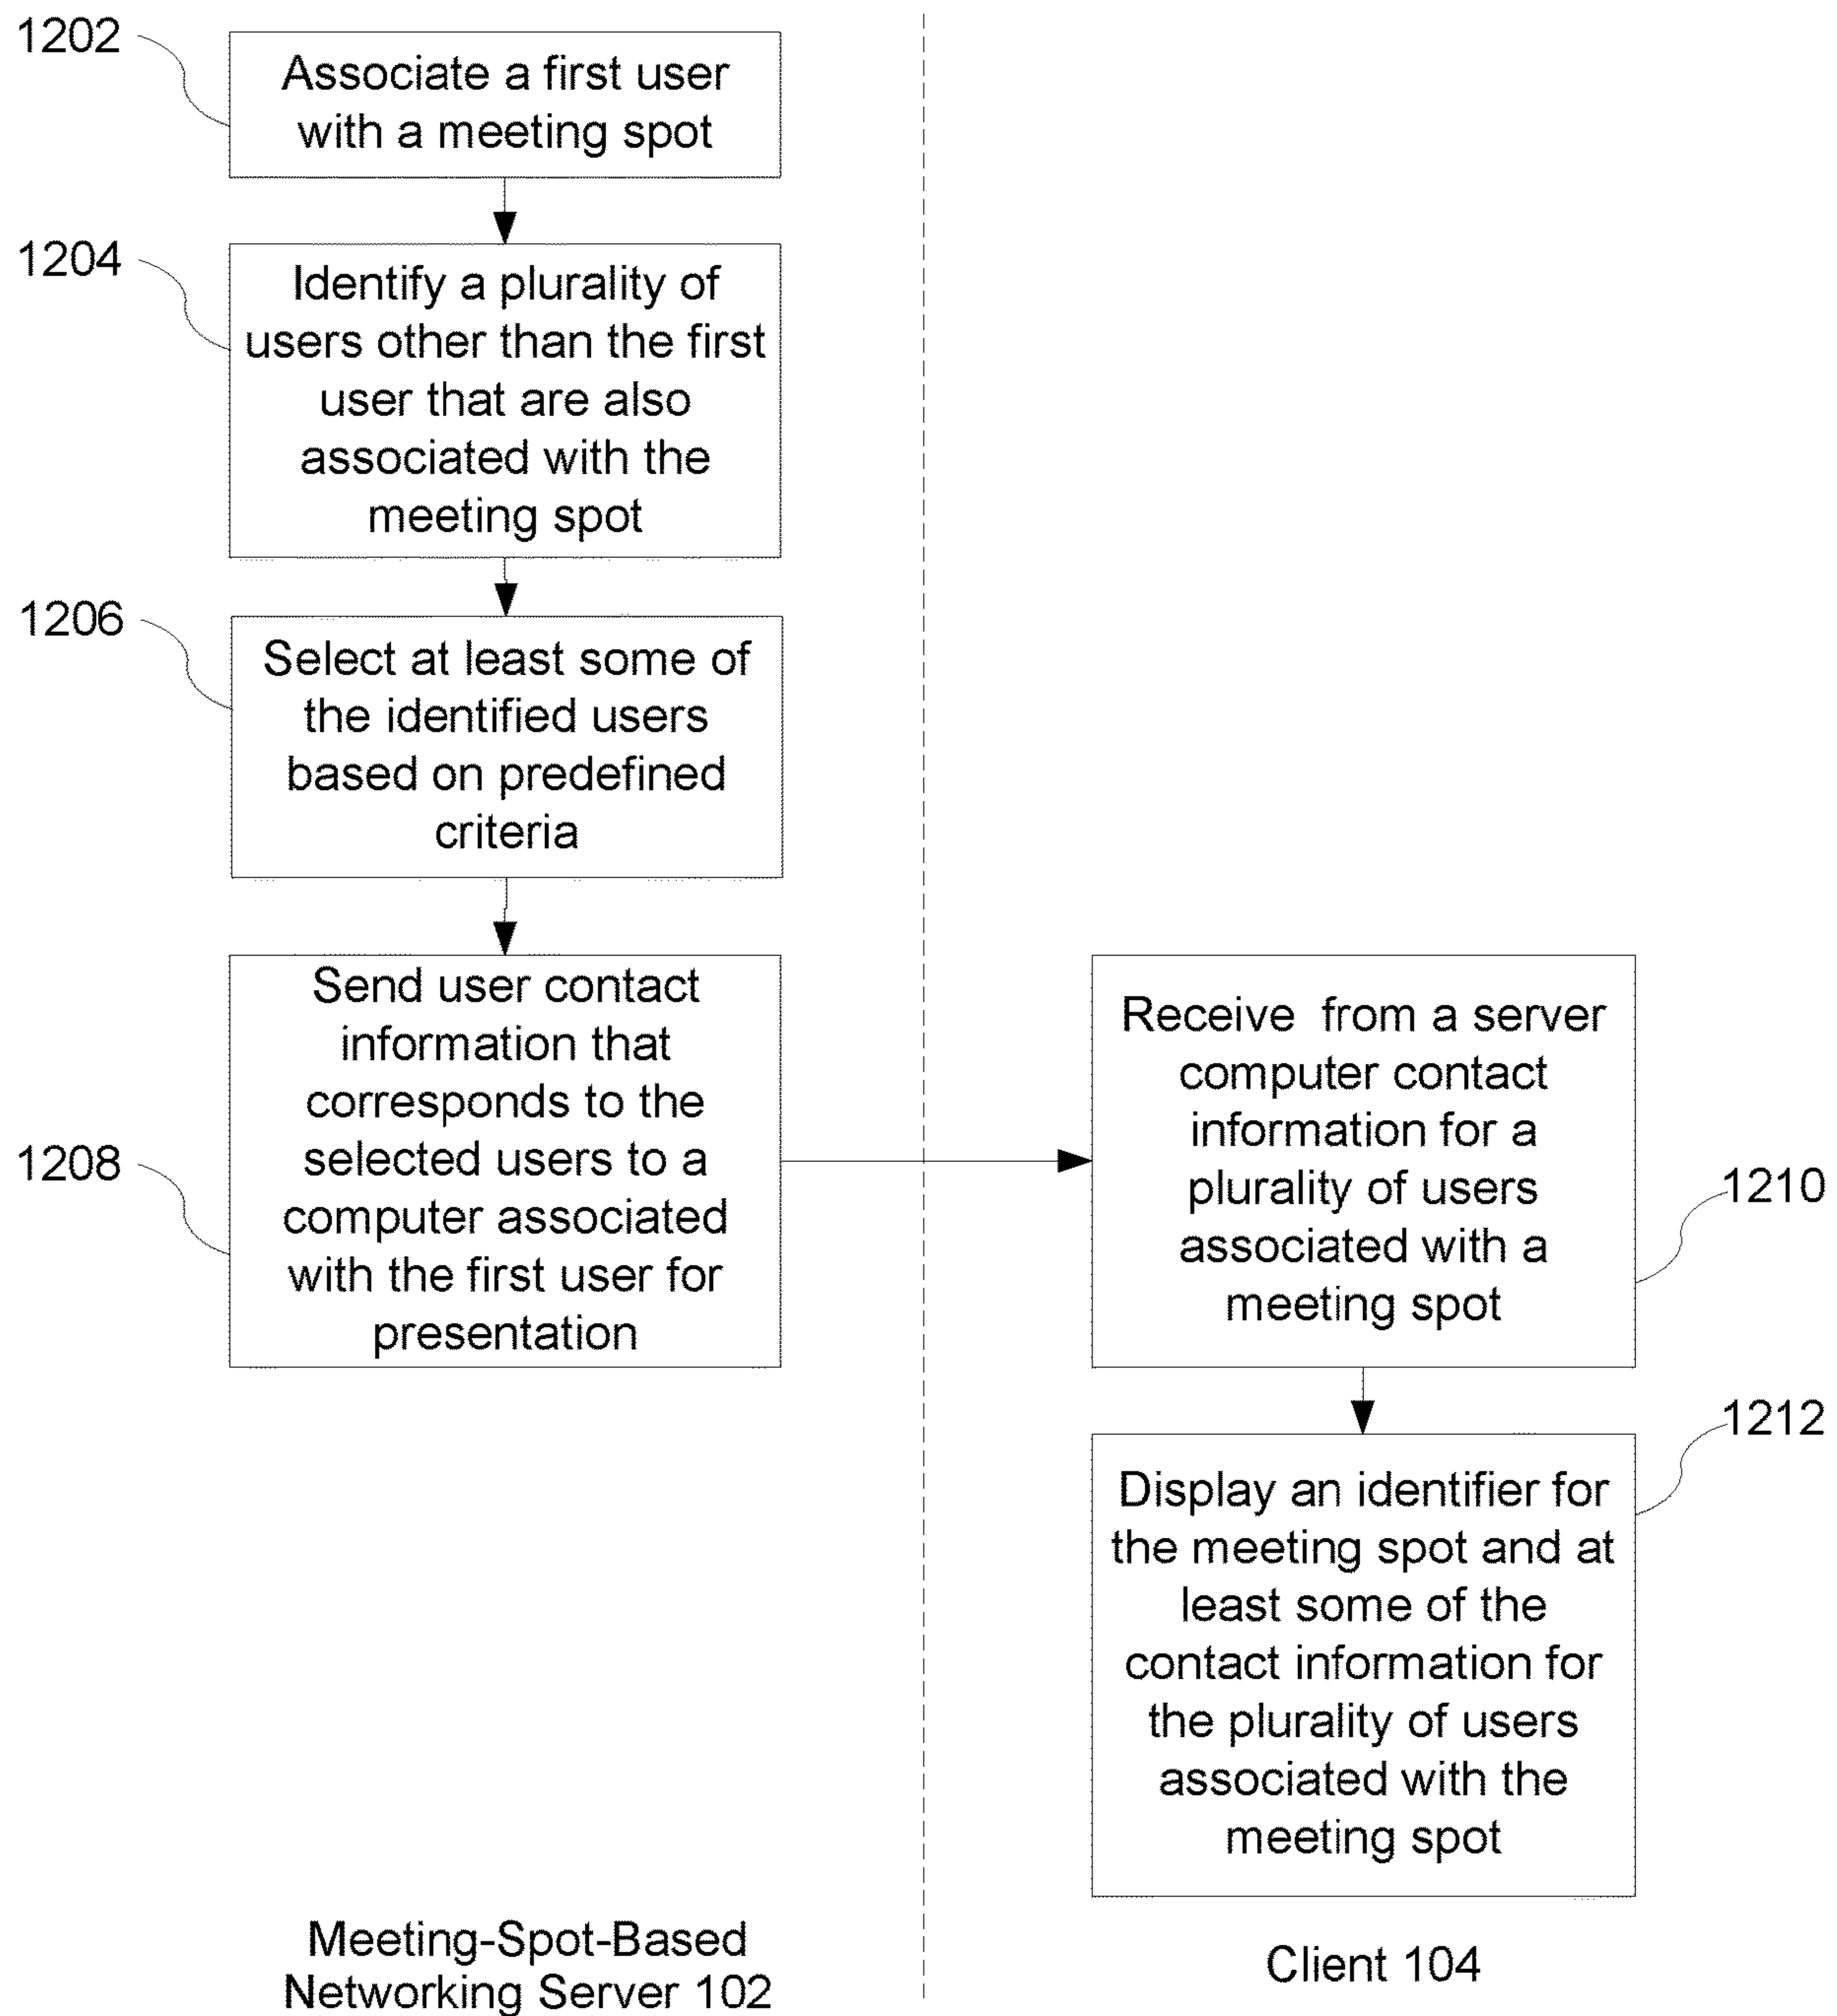 1202
Associate a first user
with a meeting spot
1204
Identify a plurality of
users other than the first
user that are also
associated with the
meeting spot
1206
Select at least some of
the identified users
based on predefined
criteria
1208
Send user contact
information that
corresponds to the
selected users to a
computer associated
with the first user for
presentation
Receive from a server
computer contact
information for a
plurality of users
associated with a
meeting spot
1210
Display an identifier for
the meeting spot and at
least some of the
contact information for
the plurality of users
associated with the
meeting spot
1212
Meeting-Spot-Based
Networking Server 102
Client 104